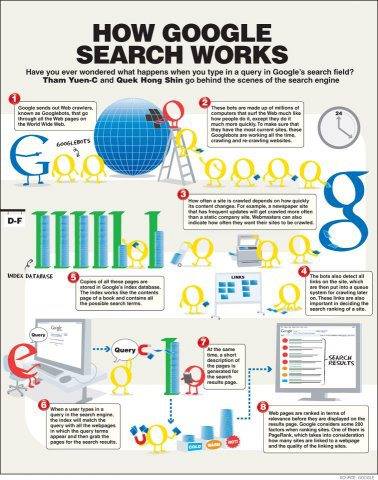 HOW GOOGLE
SEARCH WORKS
Have you ever wondered what happens when you type in a query in Google's search field?
Tham Yuen-C and Quek Hong Shin go behind the scenes of the search engine
1
Google sends out Web crawlers,
known as Googlebots, that go
through all the Web pages on
the World Wide Web.
GOOGLEBOTS
2
These bots are made up of millions of
computers that surf the Web much like
how people do it, except they do it
much more quickly. To make sure that
they have the most current sites, these
Googlebots are working all the time,
crawling and re-crawling websites.
24
3
How often a site is crawled depends on how quickly
its content changes. For example, a newspaper site
that has frequent updates will get crawled more often
than a static company site. Webmasters can also
indicate how often they want their sites to be crawled.
D-F
INDEX DATABASE
5
Copies of all these pages are
stored in Google's index database.
The index works like the contents
page of a book and contains all
the possible search terms.
LINKS
4
The bots also detect all
links on the site, which
are then put into a queue
system for crawling later
on. These links are also
important in deciding the
search ranking of a site.
Query
Google
Query
7
At the same
time, a short
description of
the pages is
generated for
the search
results page.
SEARCH
RESULTS
6
When a user types in
a query in the search engine,
the index will match the
query with all the webpages
in which the query terms
appear and then grab the
pages for the search results.
COLD
WARM
HOT!
8
Web pages are ranked in terms of
relevance before they are displayed on the
results page. Google considers some 200
factors when ranking sites. One of them is
PageRank, which takes into consideration
how many sites are linked to a webpage
and the quality of the linking sites.
SOURCE: GOOGLE